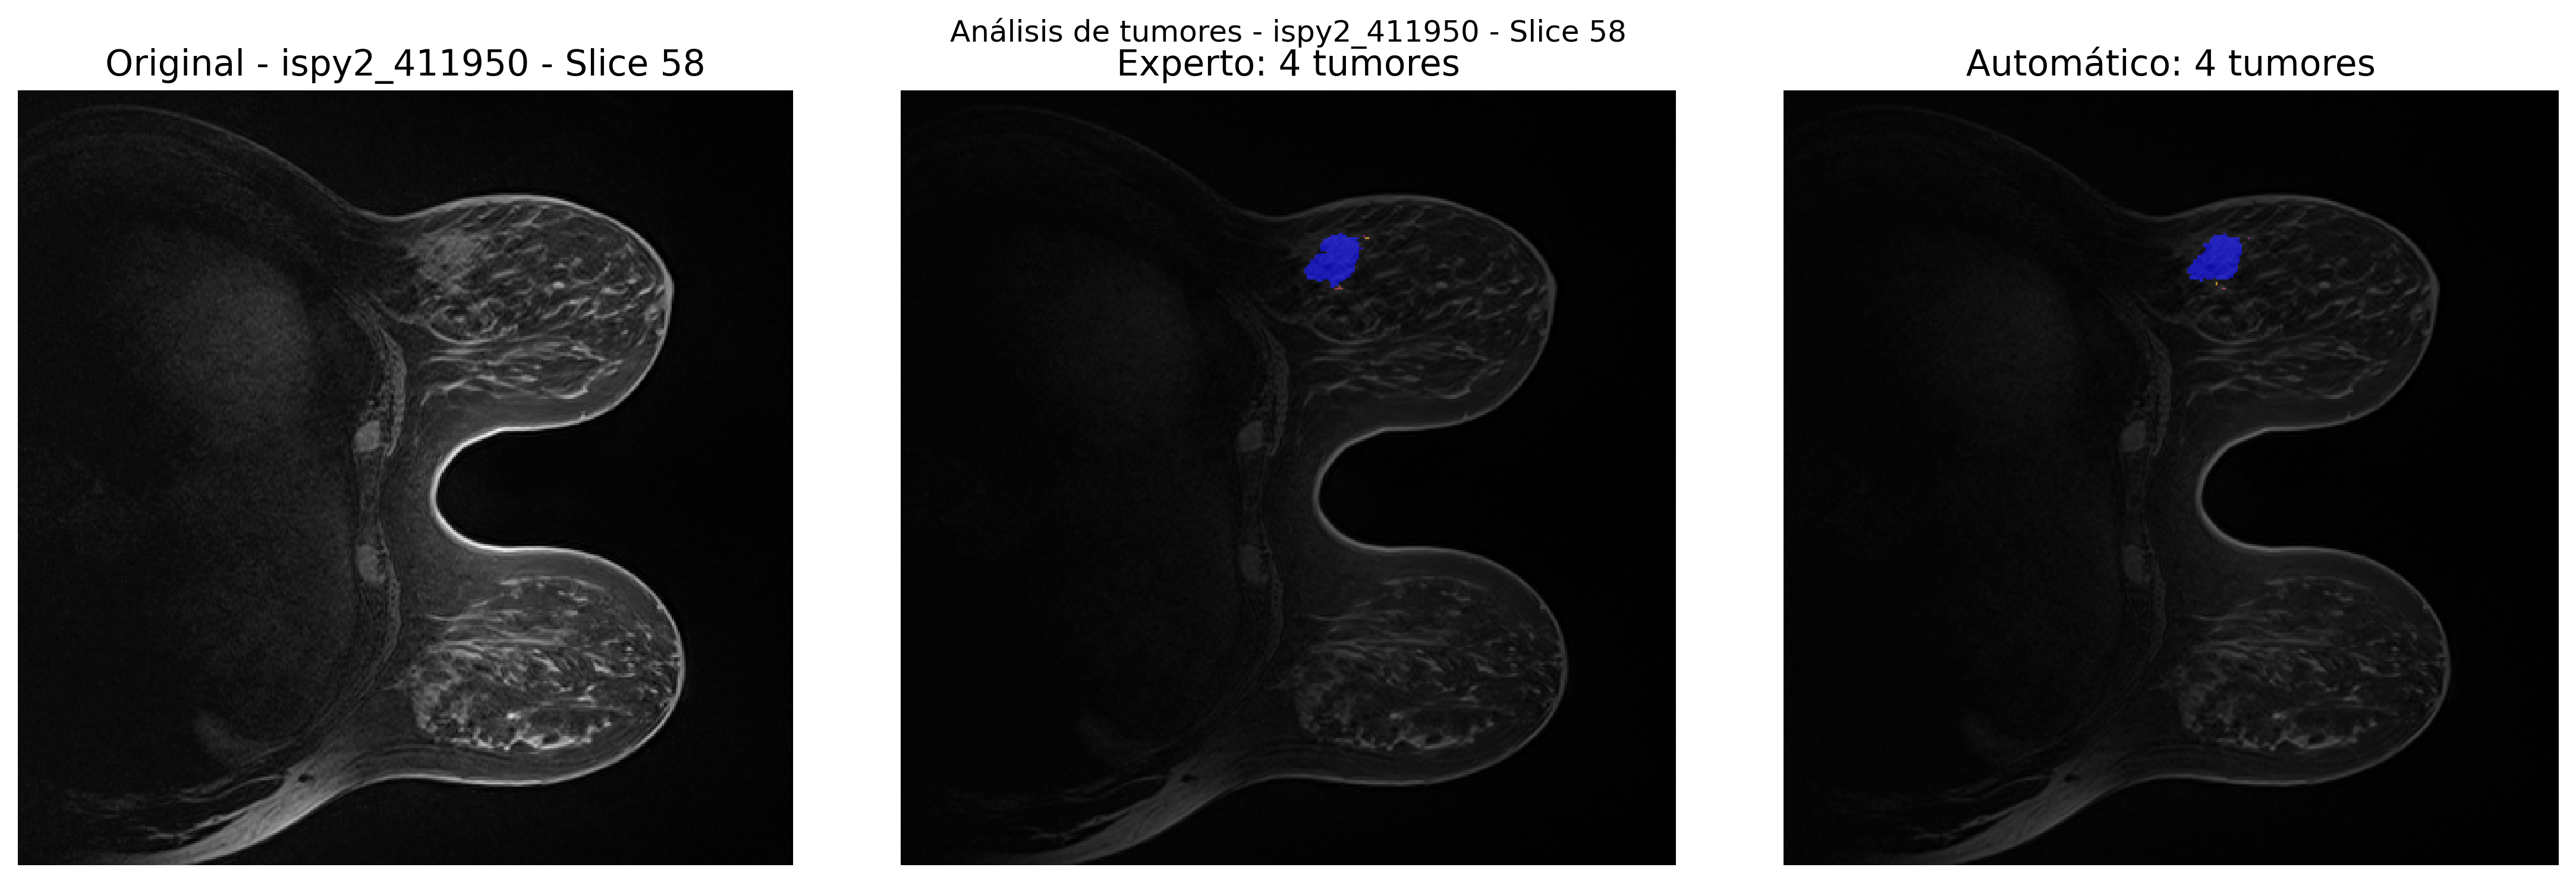 Análisis de tumores - ispy2_411950 - Slice 58
Original - ispy2_411950 - Slice 58
Experto: 4 tumores
Automático: 4 tumores